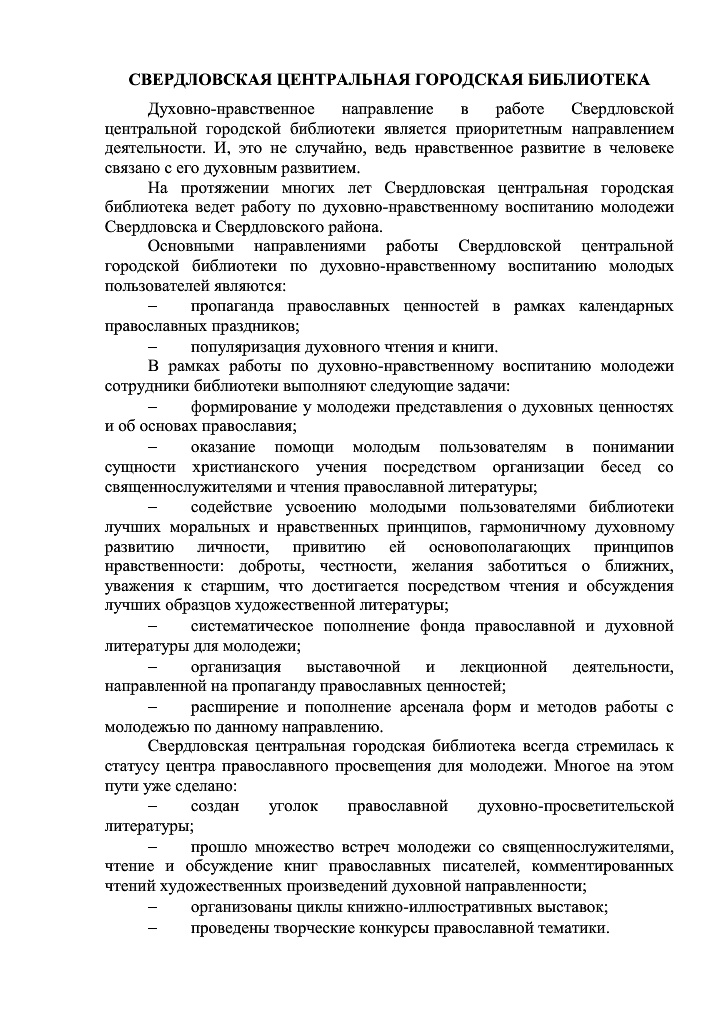 СВЕРДЛОВСКАЯ ЦЕНТРАЛЬНАЯ ГОРОДСКАЯ БИБЛИОТЕКА
Духовно-нравственное направление в работе Свердловской
центральной городской библиотеки является приоритетным направлением
деятельности. И, это не случайно, ведь нравственное развитие в человеке
связано с его духовным развитием.
На протяжении многих лет Свердловская центральная городская
библиотека ведет работу по духовно-нравственному воспитанию молодежи
Свердловска и Свердловского района.
Основными направлениями работы Свердловской центральной
городской библиотеки по духовно-нравственному воспитанию молодых
пользователей являются:
– пропаганда православных ценностей в рамках календарных
православных праздников;
– популяризация духовного чтения и книги.
В рамках работы по духовно-нравственному воспитанию молодежи
сотрудники библиотеки выполняют следующие задачи:
– формирование у молодежи представления о духовных ценностях
и об основах православия;
– оказание помощи молодым пользователям в понимании
сущности христианского учения посредством организации бесед со
священнослужителями и чтения православной литературы;
– содействие усвоению молодыми пользователями библиотеки
лучших моральных и нравственных принципов, гармоничному духовному
развитию личности, привитию ей основополагающих принципов
нравственности: доброты, честности, желания заботиться о ближних,
уважения к старшим, что достигается посредством чтения и обсуждения
лучших образцов художественной литературы;
– систематическое пополнение фонда православной и духовной
литературы для молодежи;
– организация выставочной и лекционной деятельности,
направленной на пропаганду православных ценностей;
– расширение и пополнение арсенала форм и методов работы с
молодежью по данному направлению.
Свердловская центральная городская библиотека всегда стремилась к
статусу центра православного просвещения для молодежи. Многое на этом
пути уже сделано:
– создан уголок православной духовно-просветительской
литературы;
– прошло множество встреч молодежи со священнослужителями,
чтение и обсуждение книг православных писателей, комментированных
чтений художественных произведений духовной направленности;
– организованы циклы книжно-иллюстративных выставок;
– проведены творческие конкурсы православной тематики.